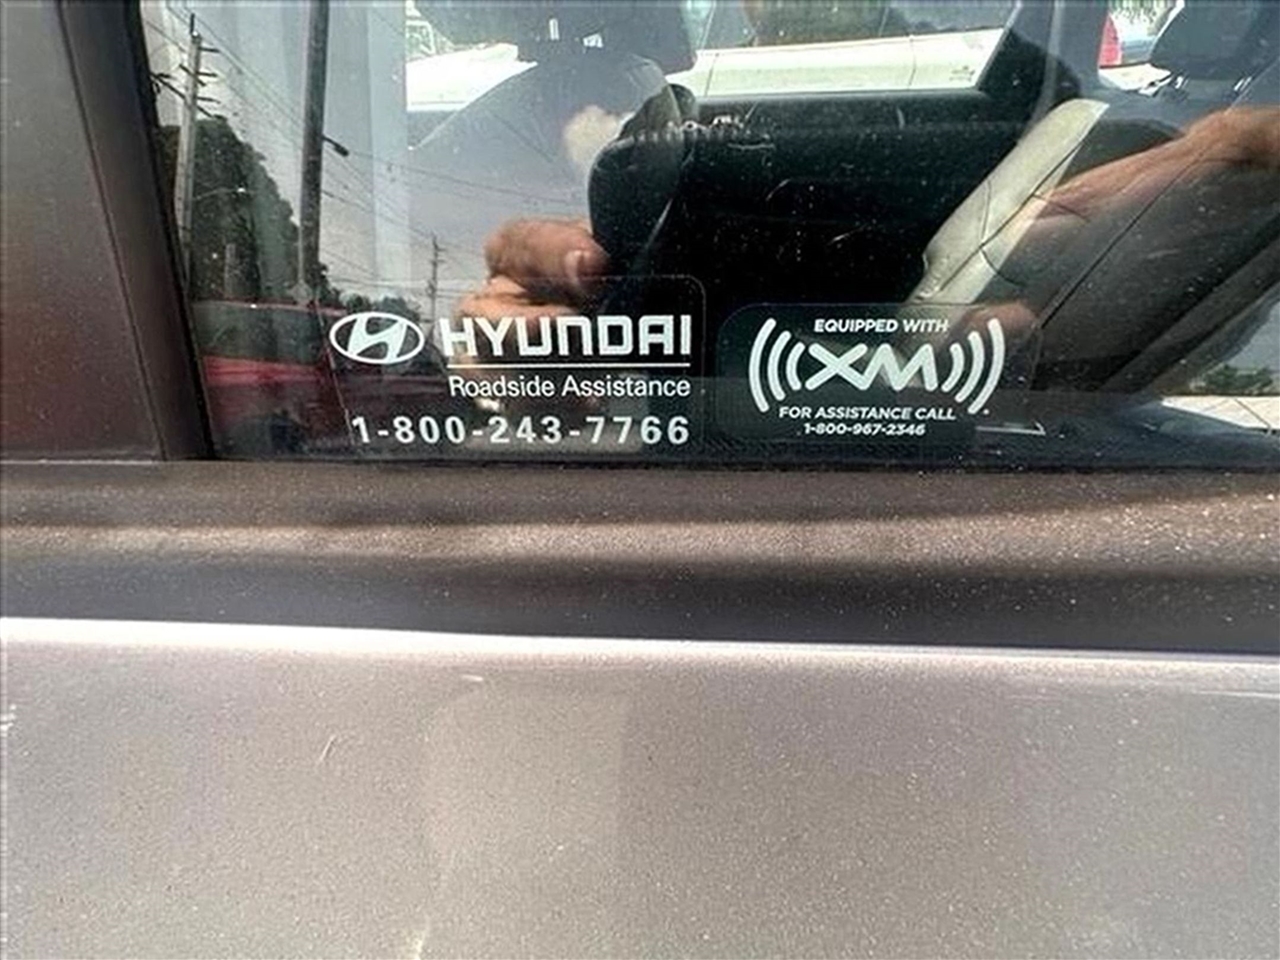 HYUNDAI
Roadside Assistance
1-800-243-7766
EQUIPPED WITH
XM
FOR ASSISTANCE CALL
1-800-967-2346